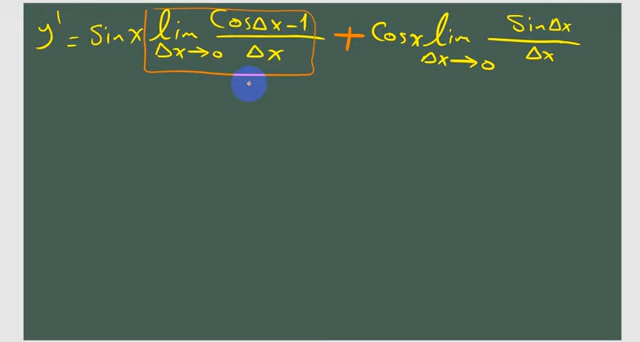 y' = sin x lim Δx→0 (Cos Δx − 1)/Δx + Cos x lim Δx→0 (sin Δx)/Δx